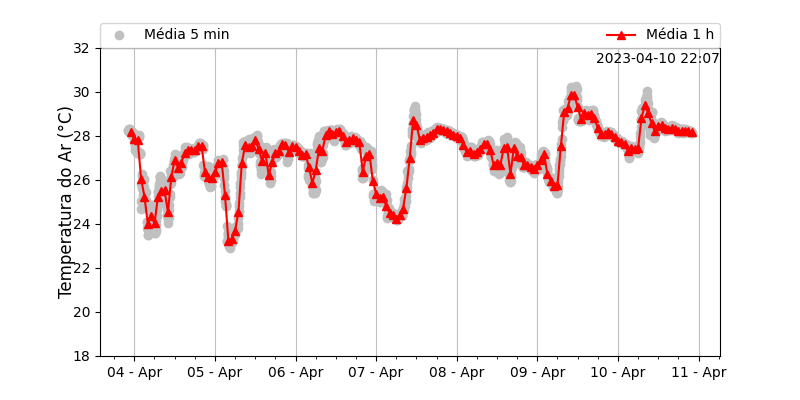 Média 5 min
Média 1 h
2023-04-10 22:07
Temperatura do Ar (°C)
32
30
28
26
24
22
20
18
04 - Apr
05 - Apr
06 - Apr
07 - Apr
08 - Apr
09 - Apr
10 - Apr
11 - Apr